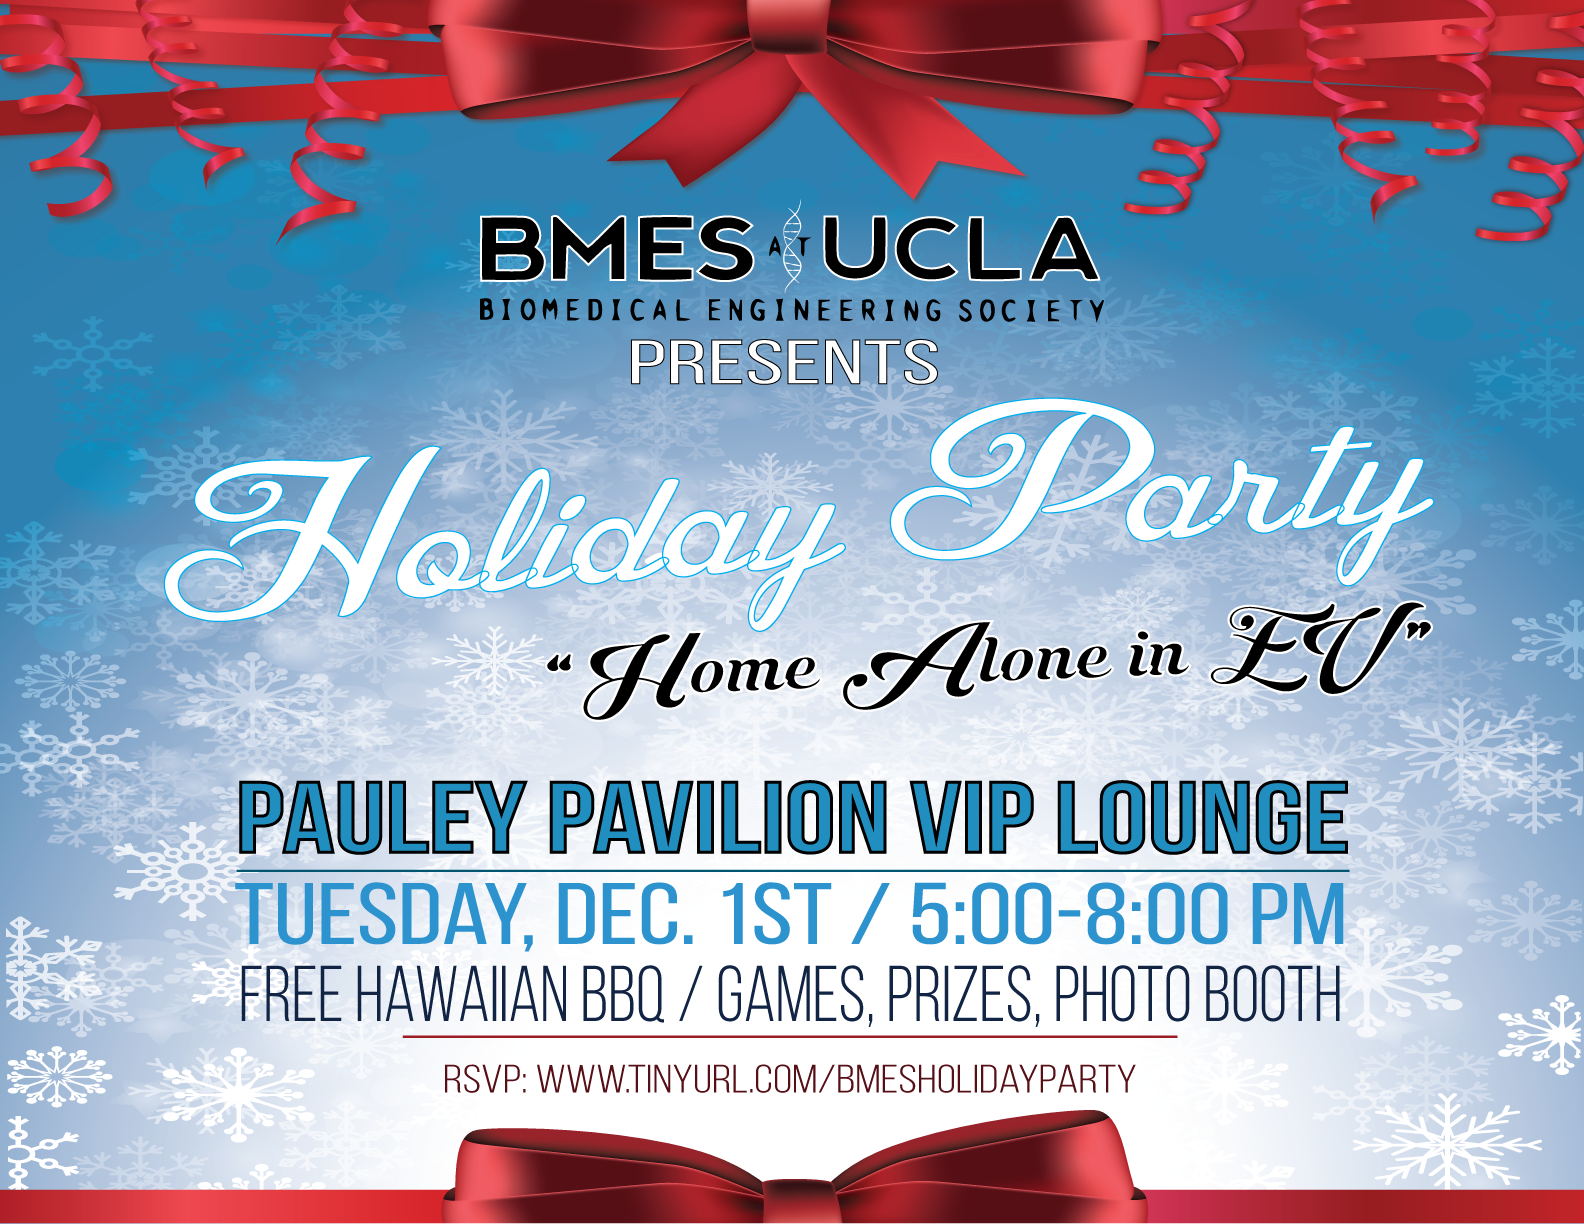 BMES AT UCLA
BIOMEDICAL ENGINEERING SOCIETY
PRESENTS
Holiday Party
“Home Alone in EV”
PAULEY PAVILION VIP LOUNGE
TUESDAY, DEC. 1ST / 5:00-8:00 PM
FREE HAWAIIAN BBQ / GAMES, PRIZES, PHOTO BOOTH
RSVP: WWW.TINYURL.COM/BMESHOLIDAYPARTY